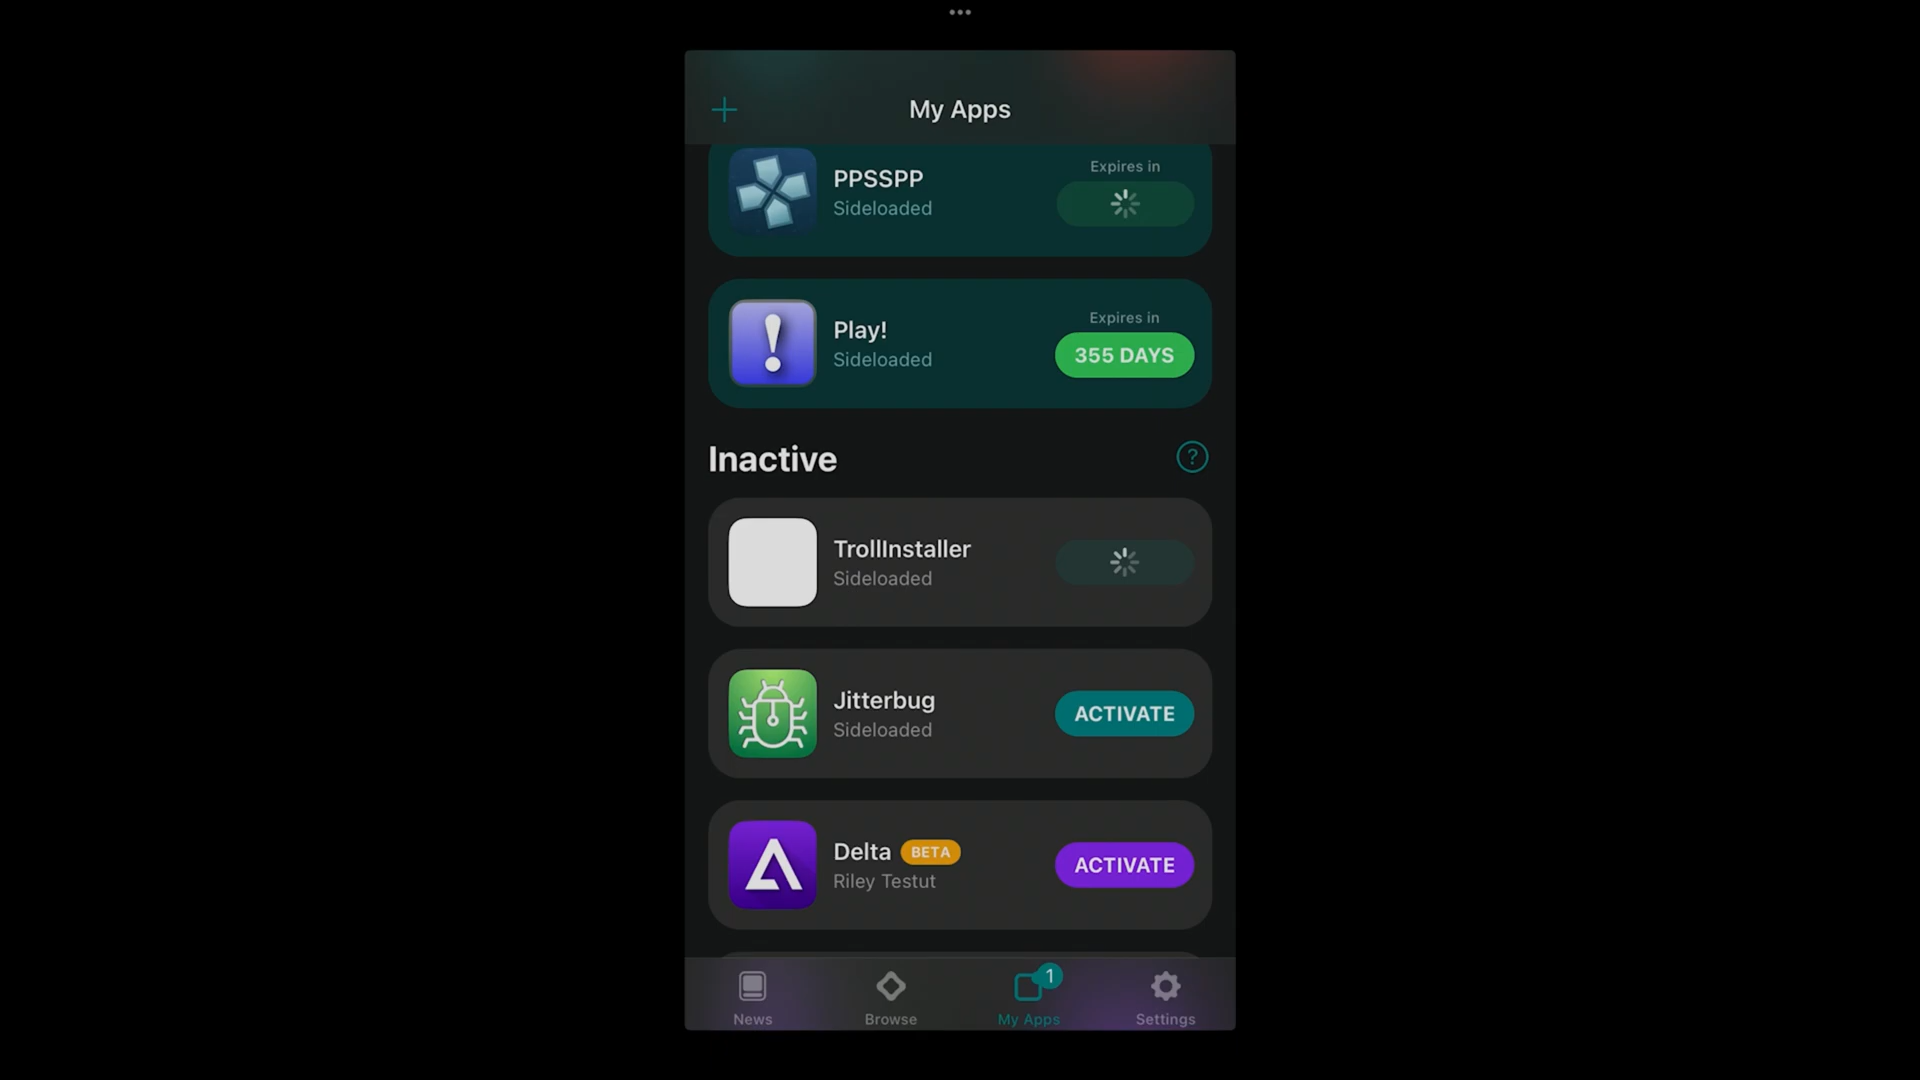 My Apps
PPSSPP
Sideloaded
Expires in
Play!
Sideloaded
Expires in
355 DAYS
Inactive
?
TrollInstaller
Sideloaded
Jitterbug
Sideloaded
ACTIVATE
Delta BETA
Riley Testut
ACTIVATE
1
News
Browse
My Apps
Settings